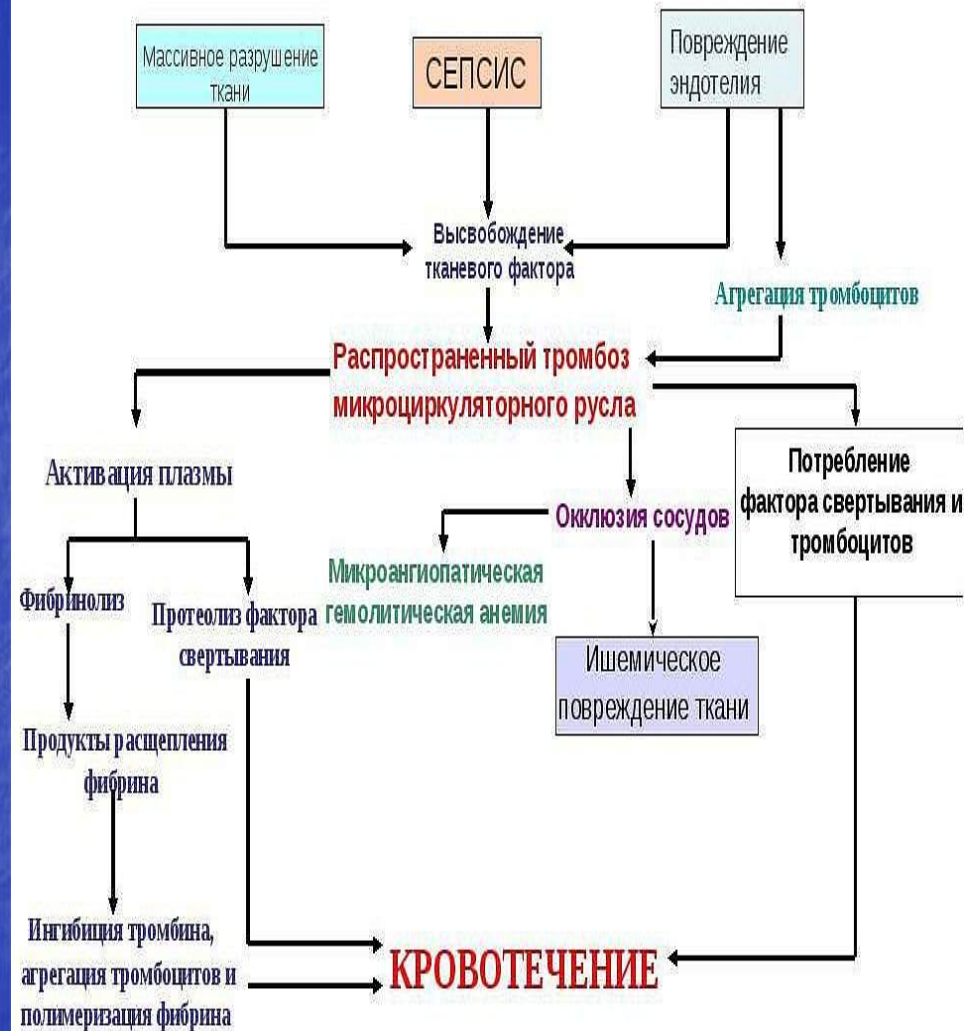 Массивное разрушение
ткани
СЕПСИС
Повреждение
эндотелия
Высвобождение
тканевого фактора
Агрегация тромбоцитов
Распространенный тромбоз
микроциркуляторного русла
Активация плазмы
Окклюзия сосудов
Потребление
фактора свертывания и
тромбоцитов
Фибринолиз
Протеолиз фактора
свертывания
Микроангиопатическая
гемолитическая анемия
Ишемическое
повреждение ткани
Продукты расщепления
фибрина
Ингибиция тромбина,
агрегация тромбоцитов и
полимеризация фибрина
КРОВОТЕЧЕНИЕ